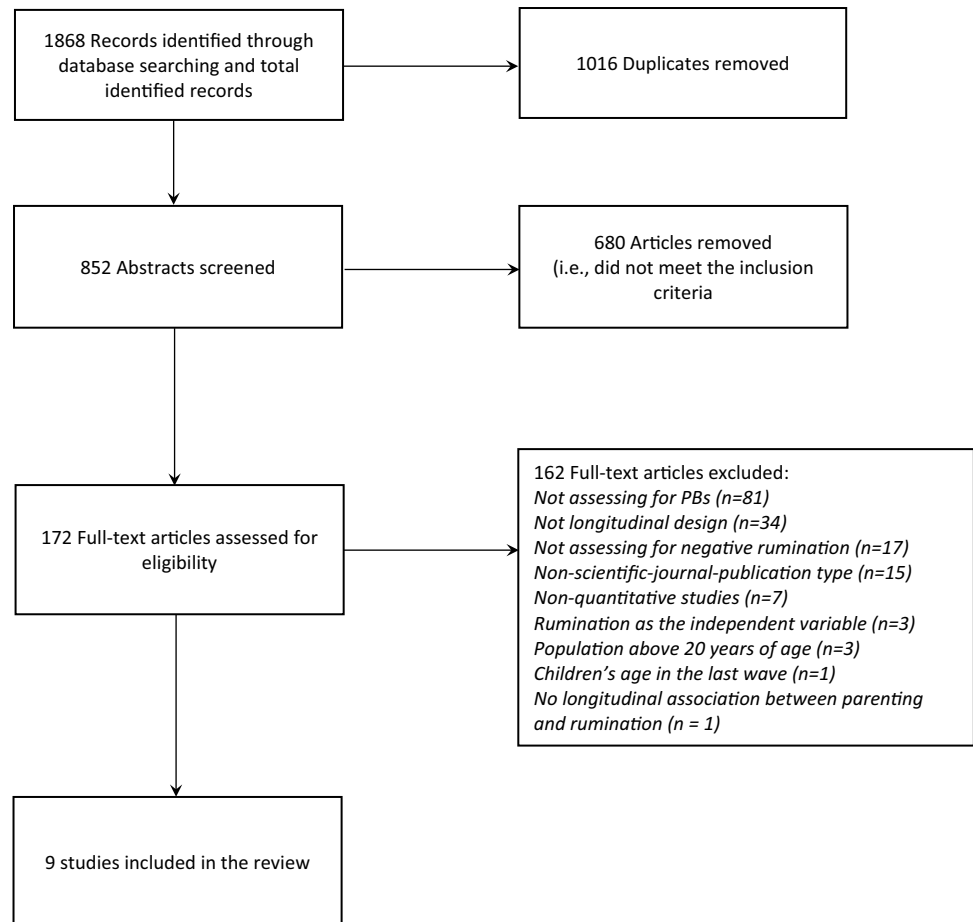 1868 Records identified through
database searching and total
identified records
1016 Duplicates removed
852 Abstracts screened
680 Articles removed
(i.e., did not meet the inclusion
criteria
172 Full-text articles assessed for
eligibility
162 Full-text articles excluded:
Not assessing for PBs (n=81)
Not longitudinal design (n=34)
Not assessing for negative rumination (n=17)
Non-scientific-journal-publication type (n=15)
Non-quantitative studies (n=7)
Rumination as the independent variable (n=3)
Population above 20 years of age (n=3)
Children’s age in the last wave (n=1)
No longitudinal association between parenting
and rumination (n = 1)
9 studies included in the review